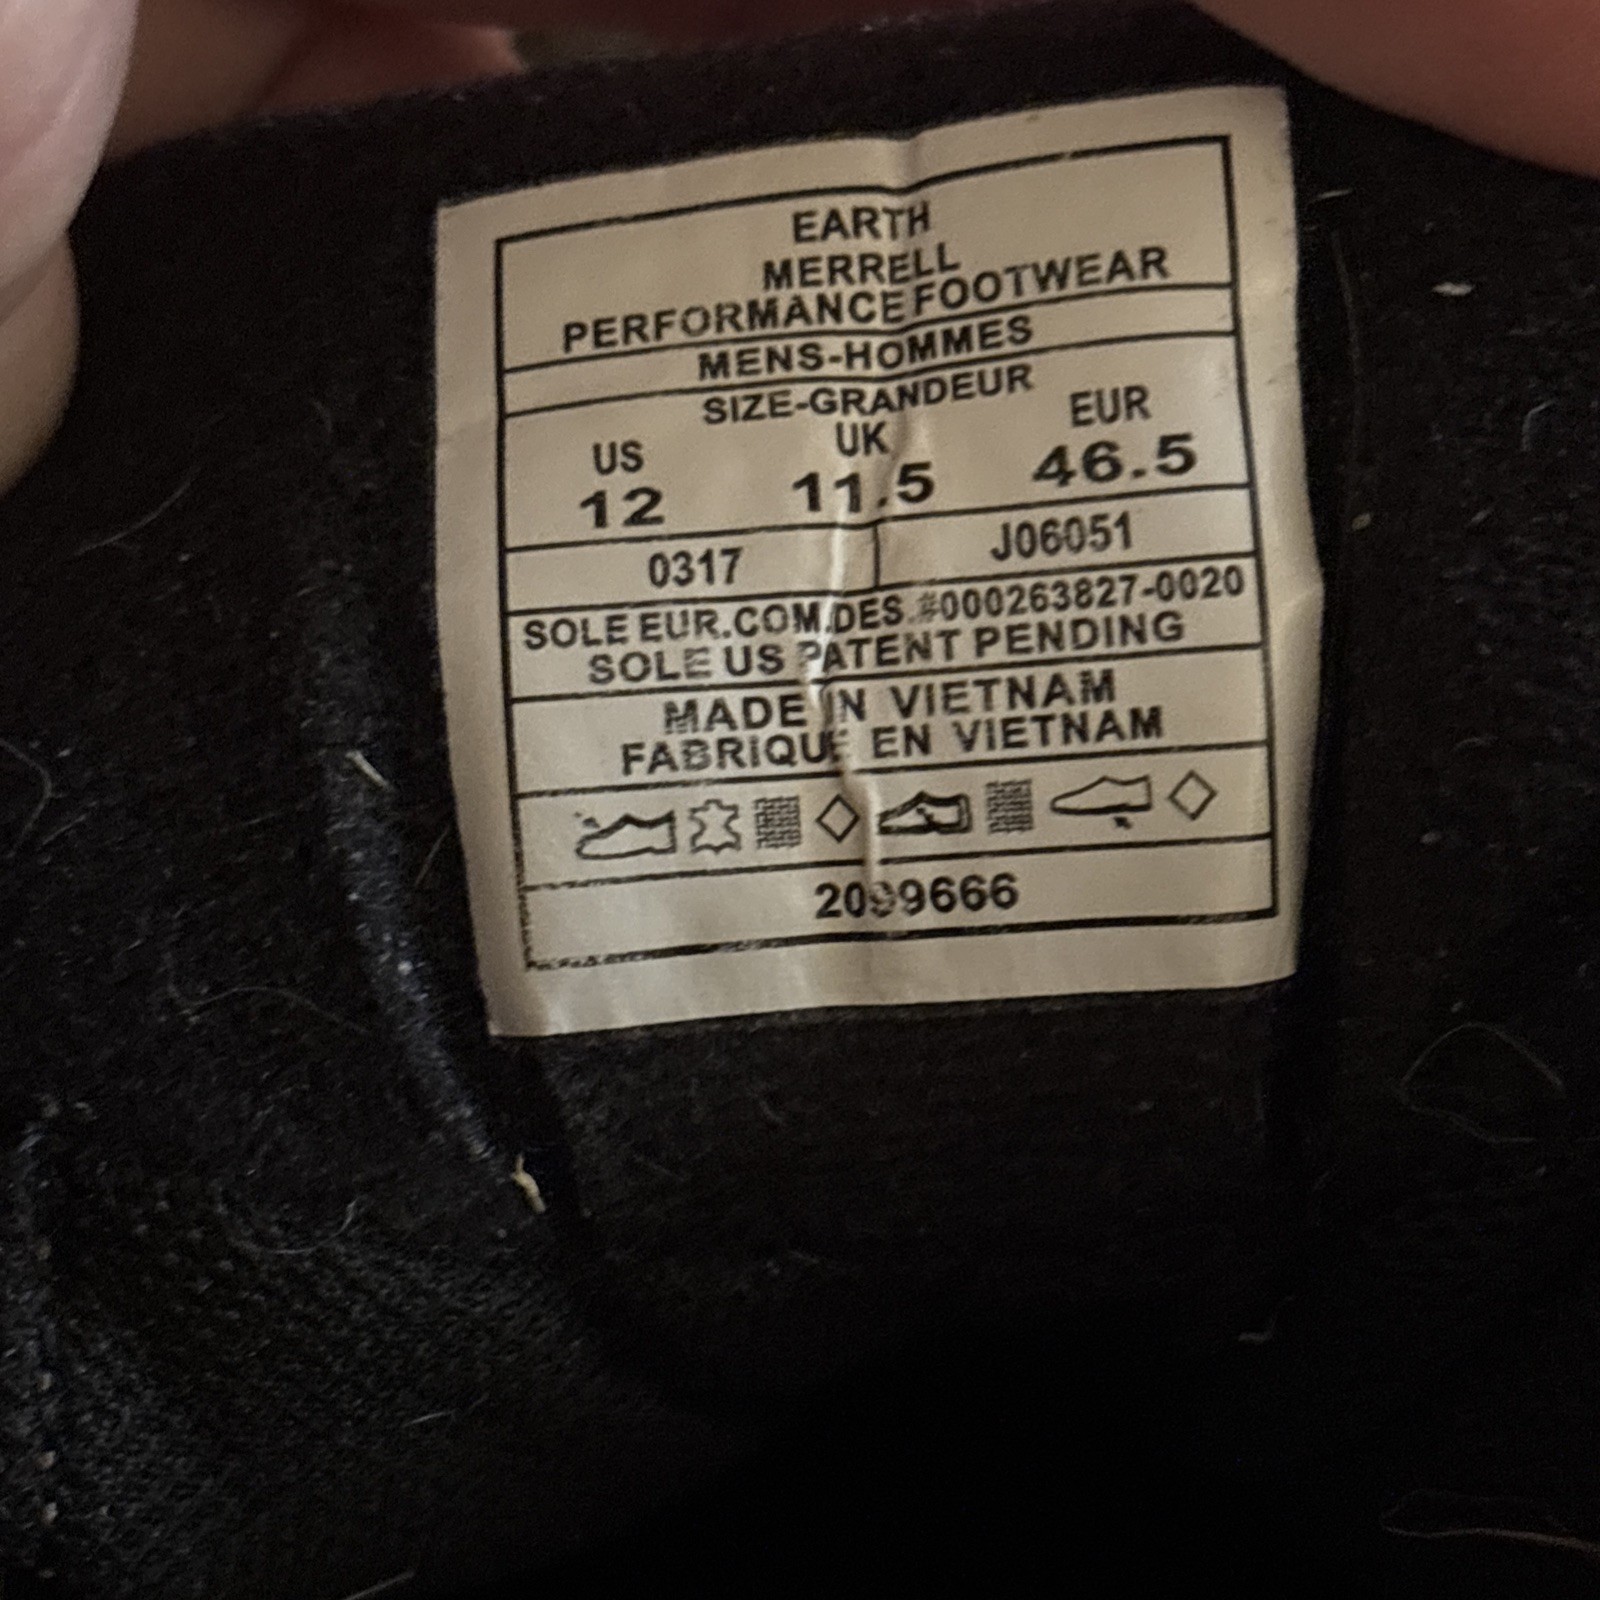 EARTH
MERRELL
PERFORMANCE FOOTWEAR
MENS-HOMMES
SIZE-GRANDEUR
US UK EUR
12 11.5 46.5
0317 J06051
SOLE EUR.COM.DES.#000263827-0020
SOLE US PATENT PENDING
MADE IN VIETNAM
FABRIQUE EN VIETNAM
2099666